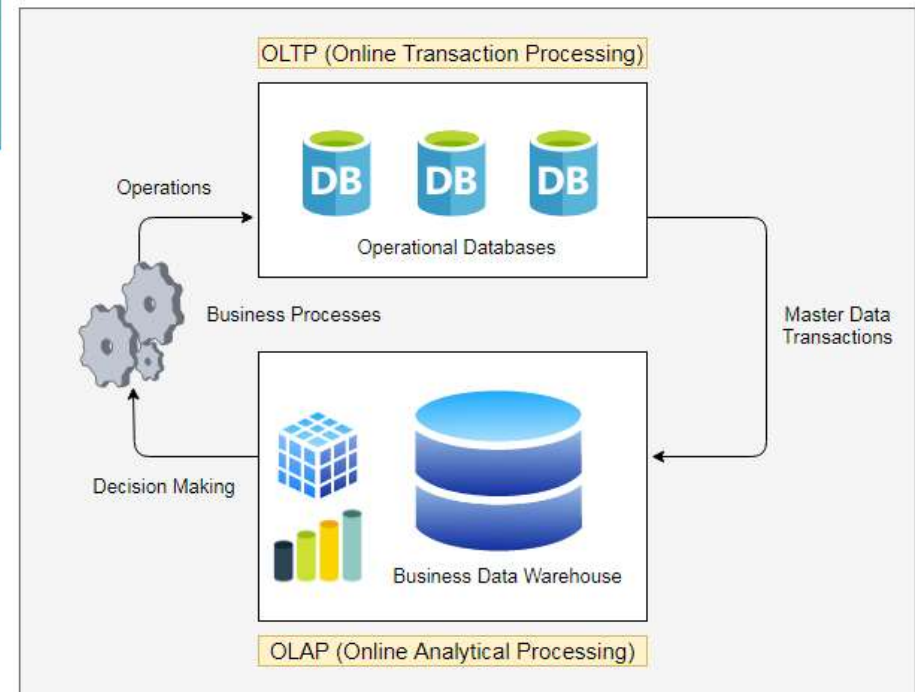 OLTP (Online Transaction Processing)
DB
DB
DB
Operations
Operational Databases
Business Processes
Master Data
Transactions
Decision Making
Business Data Warehouse
OLAP (Online Analytical Processing)